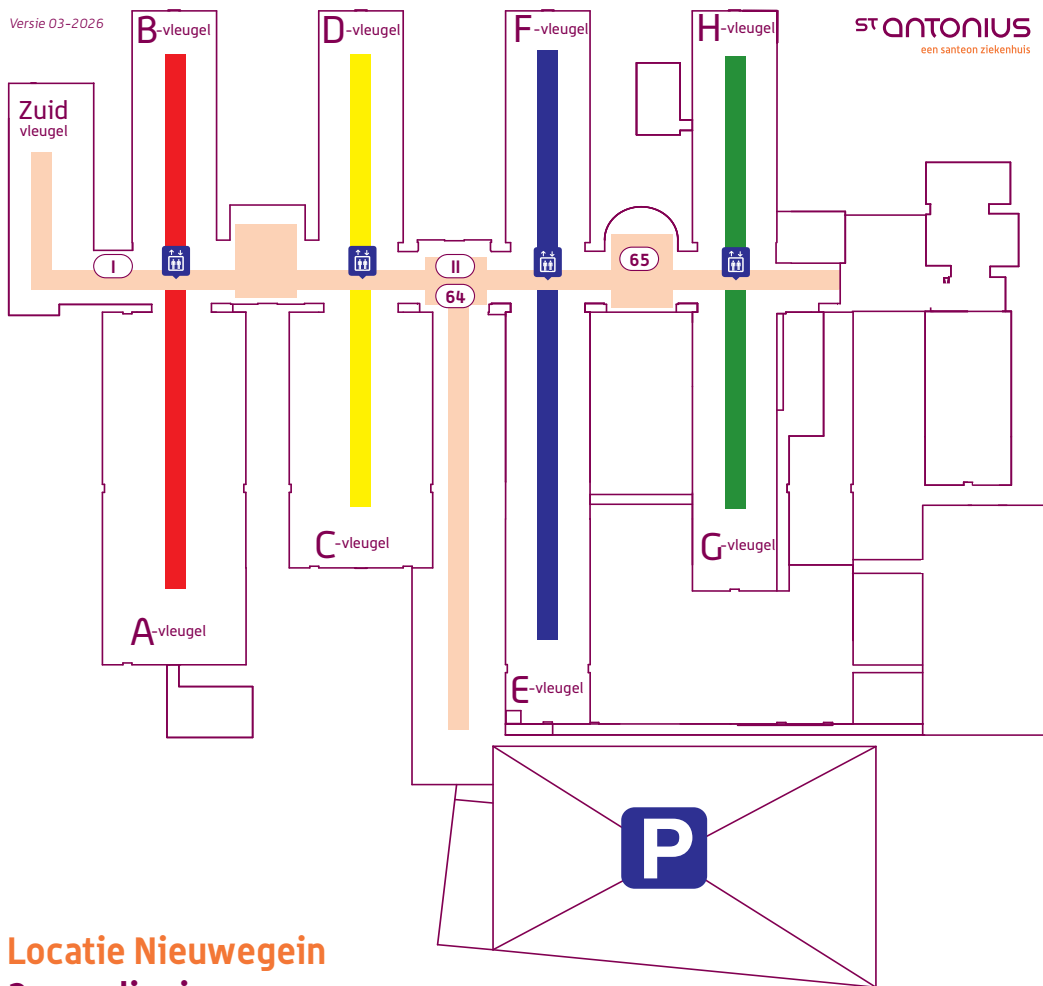 Versie 03-2026
B-vleugel
D-vleugel
F-vleugel
H-vleugel
ST ANTONIUS
een santeon ziekenhuis
Zuid
vleugel
I
II
64
65
C-vleugel
G-vleugel
A-vleugel
E-vleugel
P
Locatie Nieuwegein